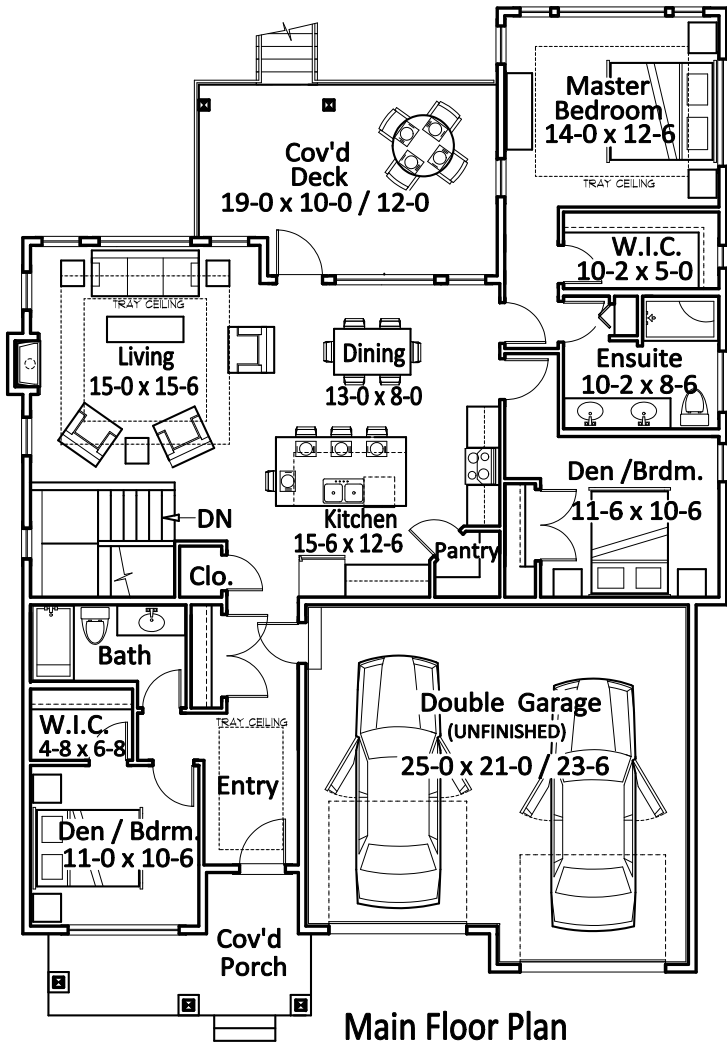 Master
Bedroom
14-0 x 12-6
TRAY CEILING
Cov'd
Deck
19-0 x 10-0 / 12-0
W.I.C.
10-2 x 5-0
TRAY CEILING
Living
15-0 x 15-6
Dining
13-0 x 8-0
Ensuite
10-2 x 8-6
Den /Brdm.
11-6 x 10-6
DN
Kitchen
15-6 x 12-6
Pantry
Clo.
Bath
W.I.C.
4-8 x 6-8
TRAY CEILING
Entry
Double Garage
(UNFINISHED)
25-0 x 21-0 / 23-6
Den / Bdrm.
11-0 x 10-6
Cov'd
Porch
Main Floor Plan